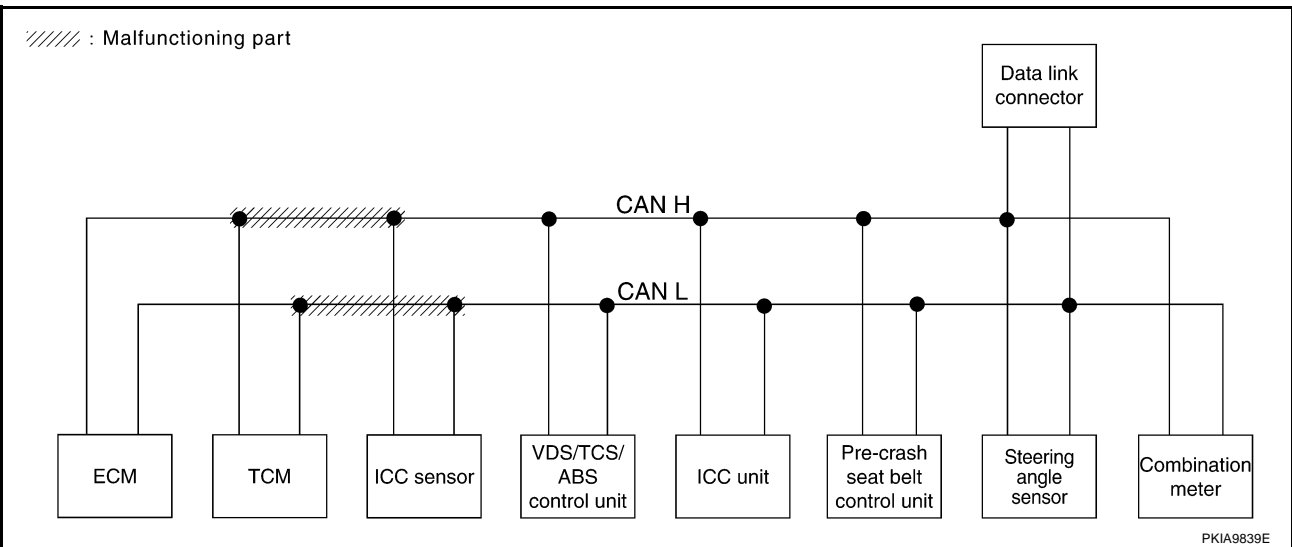 : Malfunctioning part
Data link
connector
CAN H
CAN L
ECM
TCM
ICC sensor
VDS/TCS/
ABS
control unit
ICC unit
Pre-crash
seat belt
control unit
Steering
angle
sensor
Combination
meter
PKIA9839E